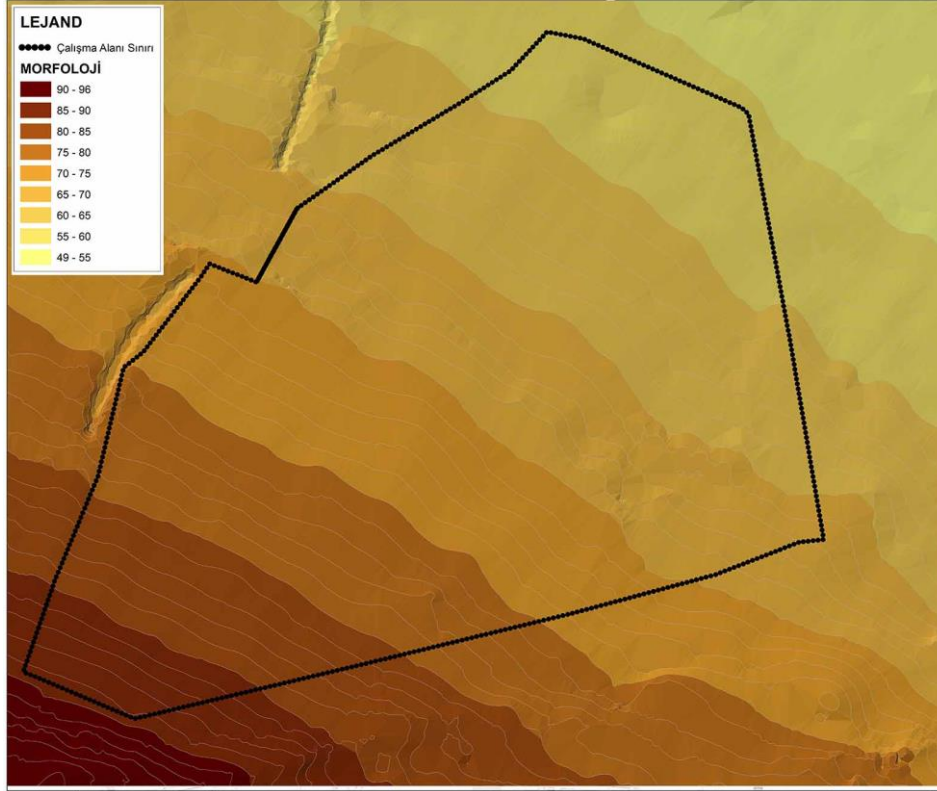 LEJAND
Çalışma Alanı Sınırı
MORFOLOJİ
90 - 96
85 - 90
80 - 85
75 - 80
70 - 75
65 - 70
60 - 65
55 - 60
49 - 55